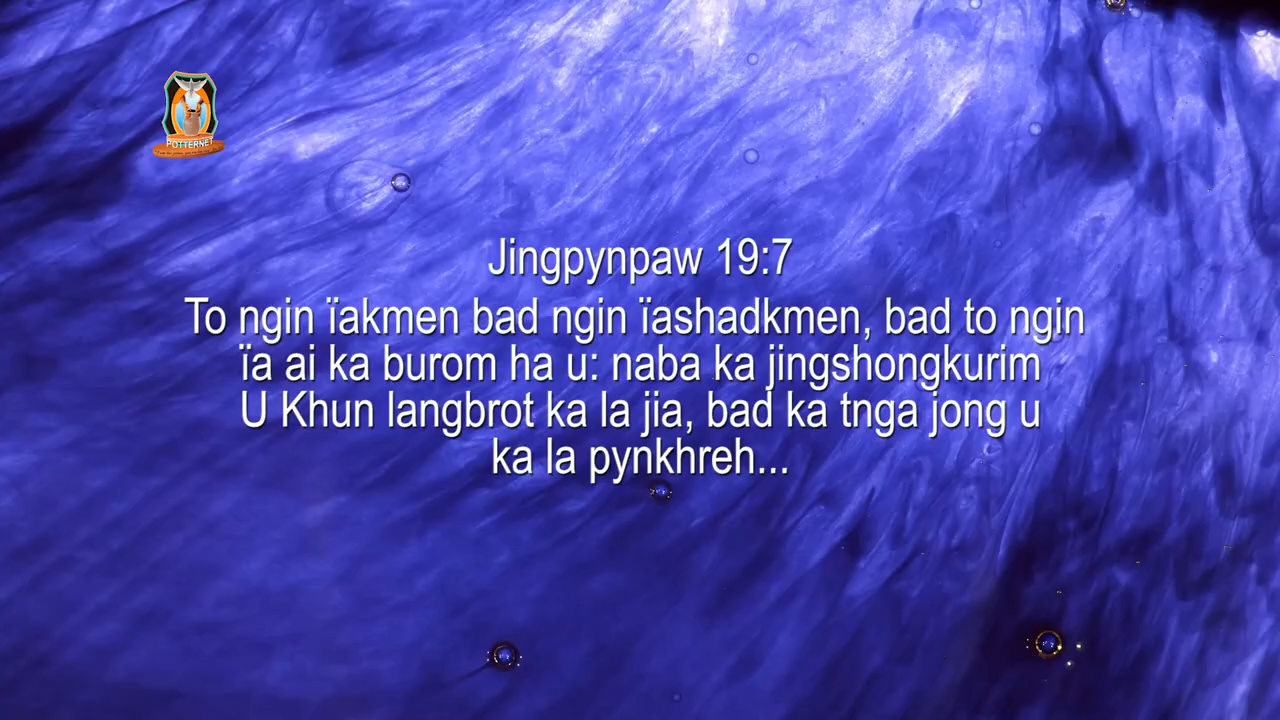 POTTERNET
Jingpynpaw 19:7
To ngin ïakmen bad ngin ïashadkmen, bad to ngin
ïa ai ka burom ha u: naba ka jingshongkurim
U Khun langbrot ka la jia, bad ka tnga jong u
ka la pynkhreh...